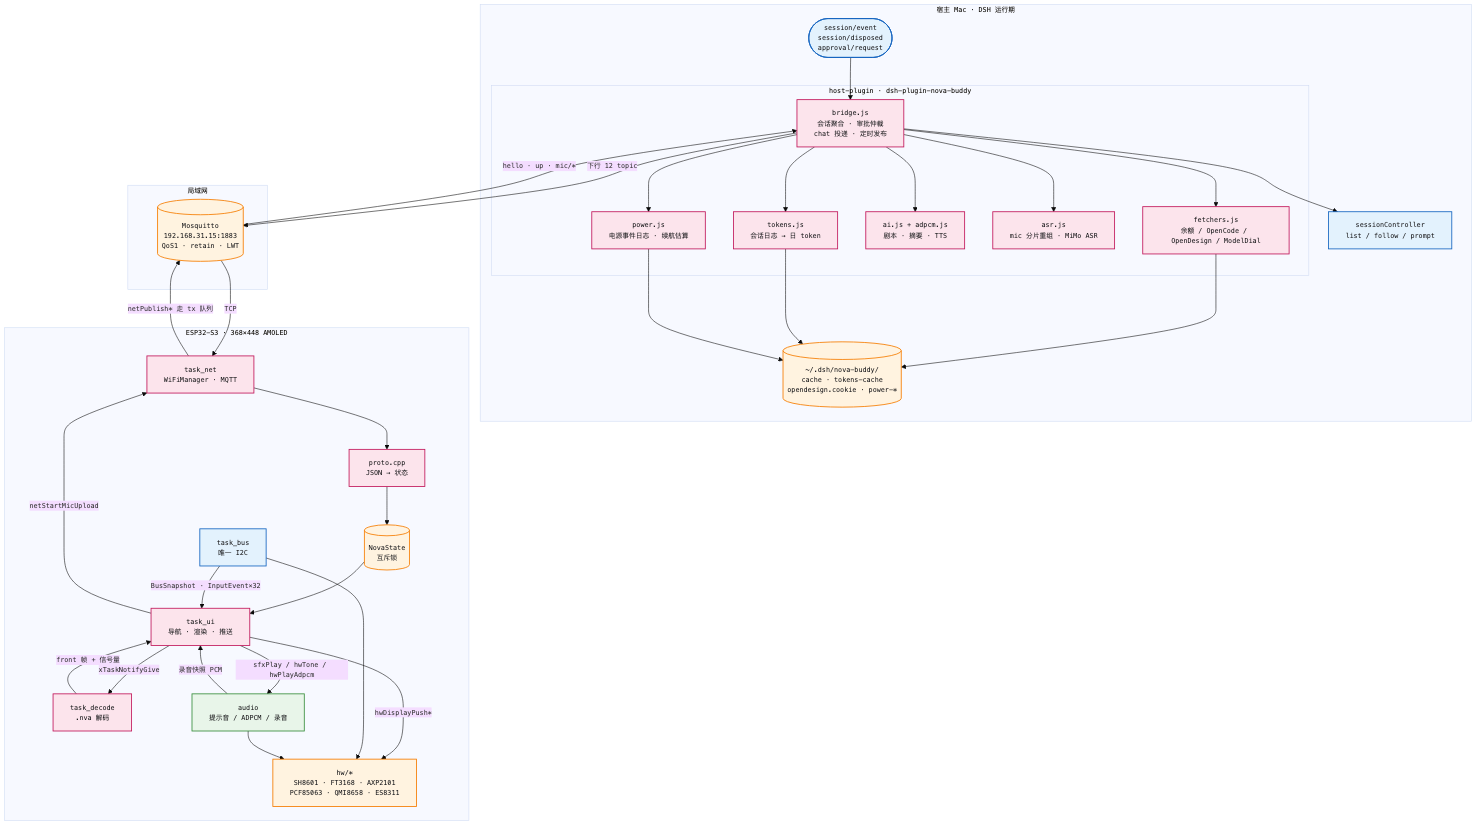 宿主 Mac · DSH 运行期
session/event
session/disposed
approval/request
host-plugin · dsh-plugin-nova-buddy
bridge.js
会话聚合 · 审批仲裁
chat 投递 · 定时发布
hello · up · mic/*
下行 12 topic
局域网
Mosquitto
192.168.31.15:1883
QoS1 · retain · LWT
power.js
电源事件日志 · 续航估算
tokens.js
会话日志 → 日 token
ai.js + adpcm.js
剧本 · 摘要 · TTS
asr.js
mic 分片重组 · MiMo ASR
fetchers.js
余额 / OpenCode /
OpenDesign / ModelDial
sessionController
list / follow / prompt
netPublish* 走 tx 队列
TCP
~/.dsh/nova-buddy/
cache · tokens-cache
opendesign.cookie · power-*
ESP32-S3 · 368×448 AMOLED
task_net
WiFiManager · MQTT
proto.cpp
JSON → 状态
netStartMicUpload
task_bus
唯一 I2C
NovaState
互斥锁
BusSnapshot · InputEvent×32
task_ui
导航 · 渲染 · 推送
front 帧 + 信号量
xTaskNotifyGive
录音快照 PCM
sfxPlay / hwTone /
hwPlayAdpcm
task_decode
.nva 解码
audio
提示音 / ADPCM / 录音
hwDisplayPush*
hw/*
SH8601 · FT3168 · AXP2101
PCF85063 · QMI8658 · ES8311